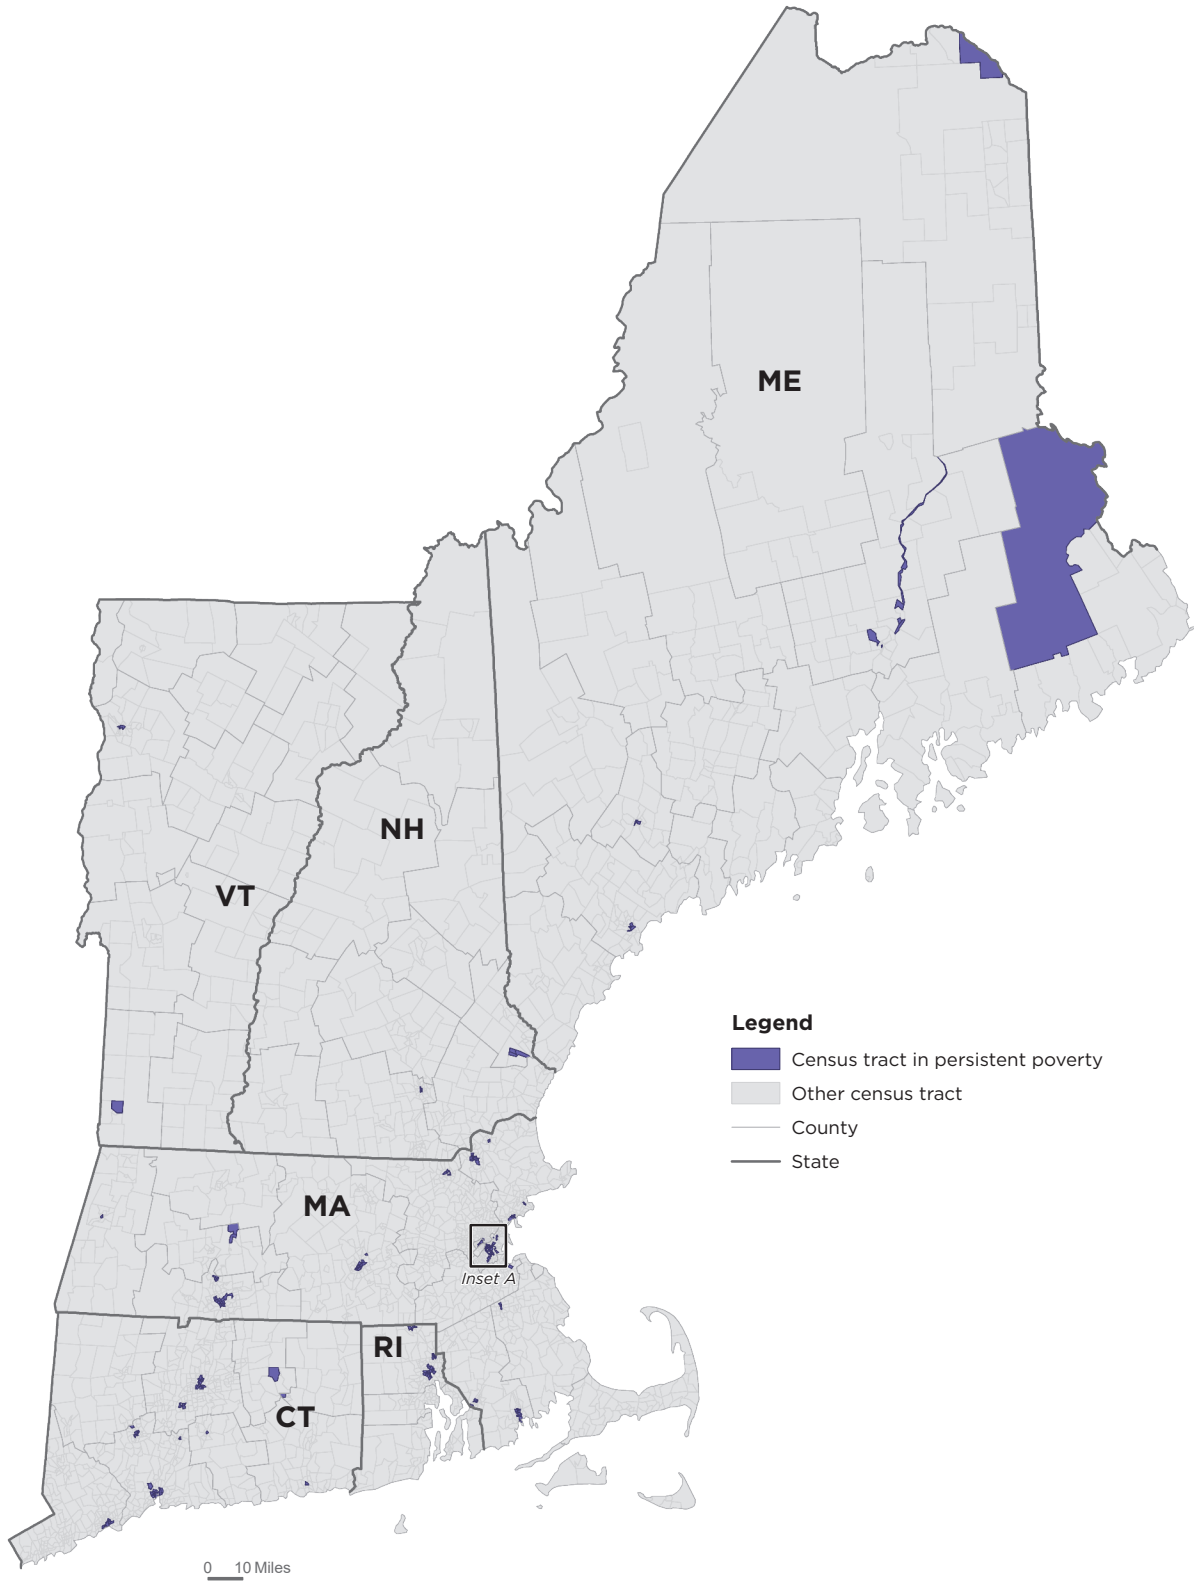 ME
NH
VT
Legend
Census tract in persistent poverty
Other census tract
County
State
MA
Inset A
RI
CT
0 10 Miles